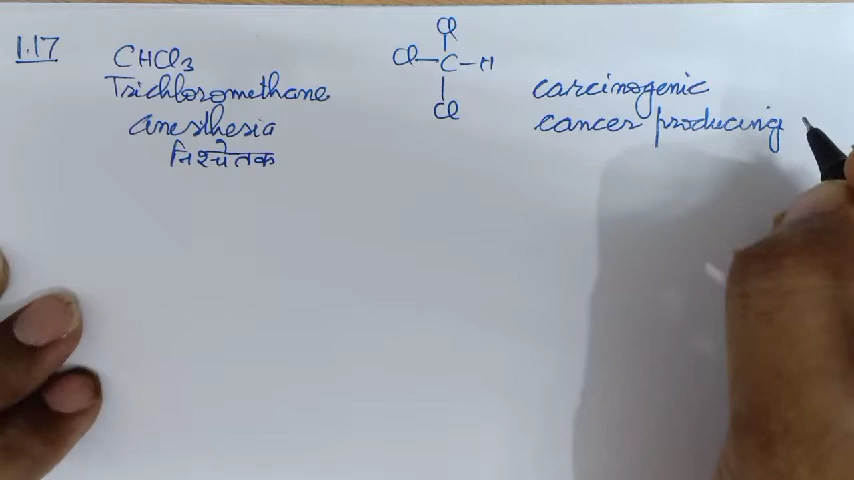 1.17
CHCl3
Trichloromethane
anesthesia
निश्चेतक
Cl
Cl-C-H
Cl
carcinogenic
cancer producing